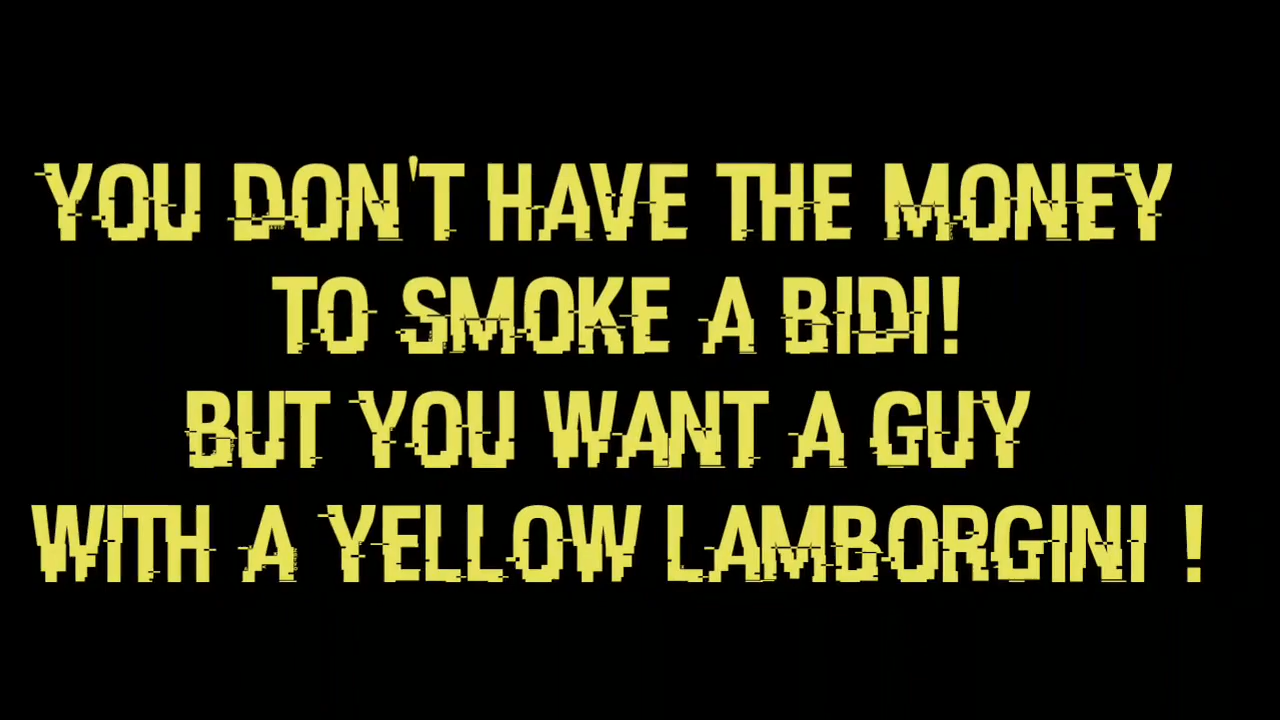 YOU DON'T HAVE THE MONEY
TO SMOKE A BIDI!
BUT YOU WANT A GUY
WITH A YELLOW LAMBORGINI !